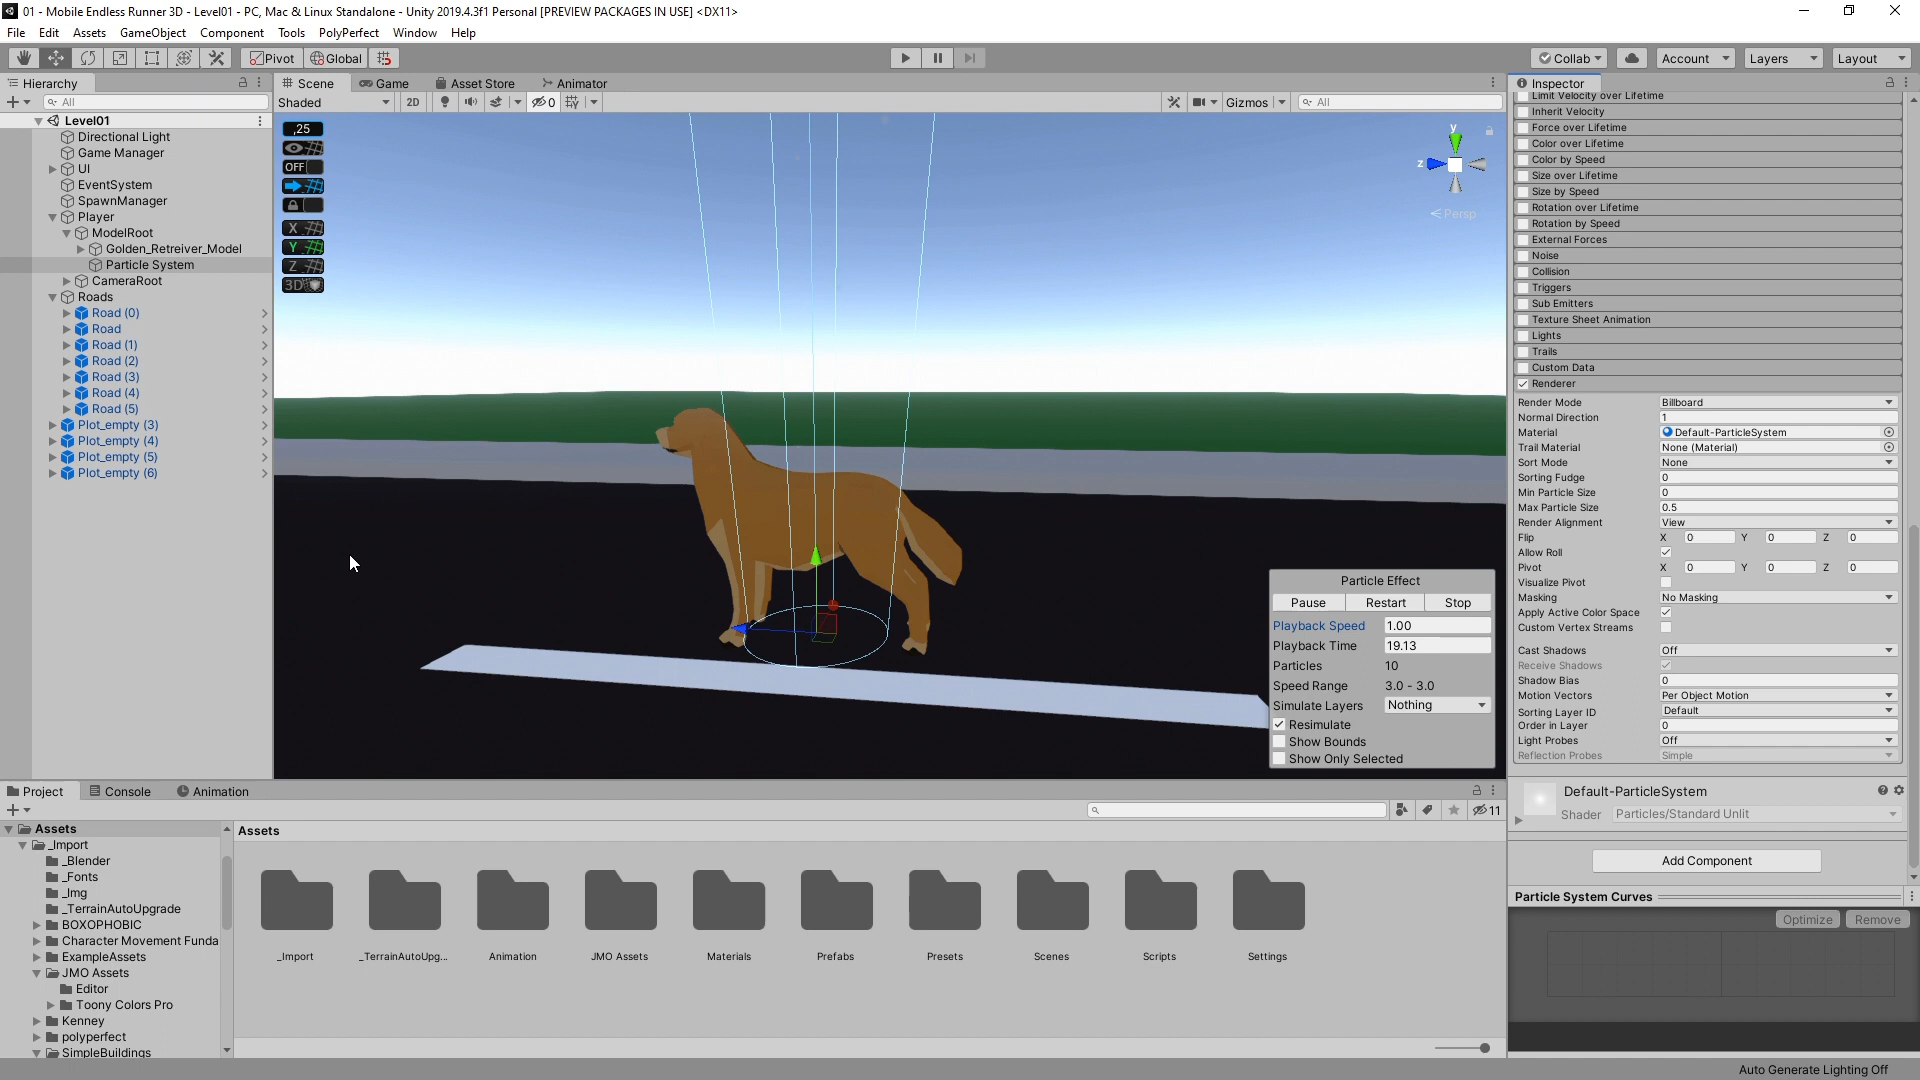 01 - Mobile Endless Runner 3D - Level01 - PC, Mac & Linux Standalone - Unity 2019.4.3f1 Personal [PREVIEW PACKAGES IN USE] <DX11>
File Edit Assets GameObject Component Tools PolyPerfect Window Help
Pivot Global Collab Account Layers Layout
Hierarchy
All
Level01
Directional Light
Game Manager
UI
EventSystem
SpawnManager
Player
ModelRoot
Golden_Retreiver_Model
Particle System
CameraRoot
Roads
Road (0)
Road
Road (1)
Road (2)
Road (3)
Road (4)
Road (5)
Plot_empty (3)
Plot_empty (4)
Plot_empty (5)
Plot_empty (6)
Scene Game Asset Store Animator
Shaded 2D 0 Gizmos All
,25
OFF
X
Y
Z
3D
y
z
Persp
Particle Effect
Pause Restart Stop
Playback Speed 1.00
Playback Time 19.13
Particles 10
Speed Range 3.0 - 3.0
Simulate Layers Nothing
Resimulate
Show Bounds
Show Only Selected
Inspector
Limit Velocity over Lifetime
Inherit Velocity
Force over Lifetime
Color over Lifetime
Color by Speed
Size over Lifetime
Size by Speed
Rotation over Lifetime
Rotation by Speed
External Forces
Noise
Collision
Triggers
Sub Emitters
Texture Sheet Animation
Lights
Trails
Custom Data
Renderer
Render Mode Billboard
Normal Direction 1
Material Default-ParticleSystem
Trail Material None (Material)
Sort Mode None
Sorting Fudge 0
Min Particle Size 0
Max Particle Size 0.5
Render Alignment View
Flip X 0 Y 0 Z 0
Allow Roll
Pivot X 0 Y 0 Z 0
Visualize Pivot
Masking No Masking
Apply Active Color Space
Custom Vertex Streams
Cast Shadows Off
Receive Shadows
Shadow Bias 0
Motion Vectors Per Object Motion
Sorting Layer ID Default
Order in Layer 0
Light Probes Off
Reflection Probes Simple
Default-ParticleSystem
Shader Particles/Standard Unlit
Add Component
Particle System Curves
Optimize Remove
Project Console Animation
11
Assets
_Import
_Blender
_Fonts
_Img
_TerrainAutoUpgrade
BOXOPHOBIC
Character Movement Funda
ExampleAssets
JMO Assets
Editor
Toony Colors Pro
Kenney
polyperfect
SimpleBuildings
Assets
_Import _TerrainAutoUpg... Animation JMO Assets Materials Prefabs Presets Scenes Scripts Settings
Auto Generate Lighting Off